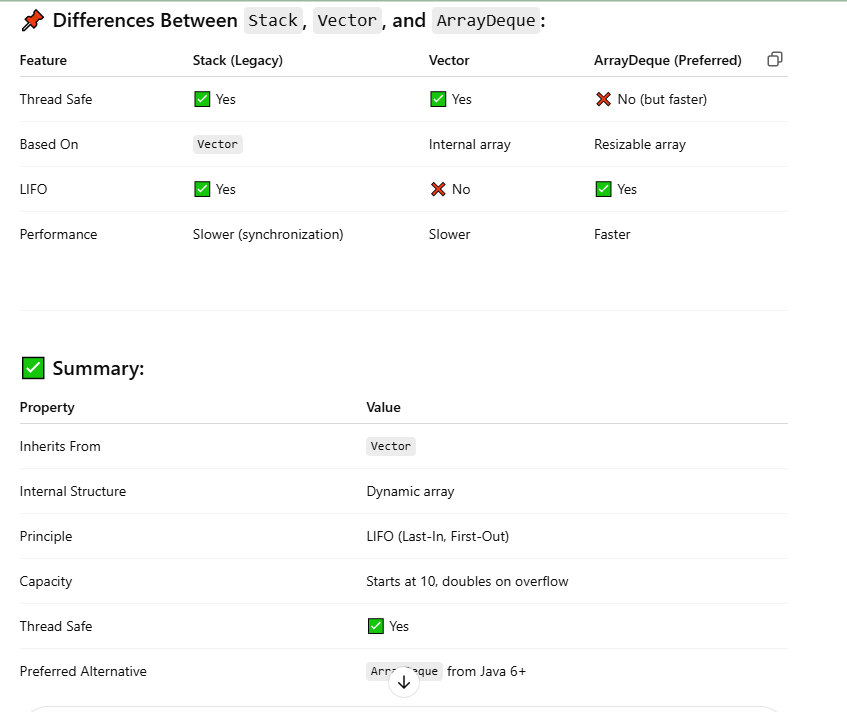 📌 Differences Between Stack, Vector, and ArrayDeque:
Feature Stack (Legacy) Vector ArrayDeque (Preferred)
Thread Safe ✅ Yes ✅ Yes ❌ No (but faster)
Based On Vector Internal array Resizable array
LIFO ✅ Yes ❌ No ✅ Yes
Performance Slower (synchronization) Slower Faster
✅ Summary:
Property Value
Inherits From Vector
Internal Structure Dynamic array
Principle LIFO (Last-In, First-Out)
Capacity Starts at 10, doubles on overflow
Thread Safe ✅ Yes
Preferred Alternative ArrayDeque from Java 6+